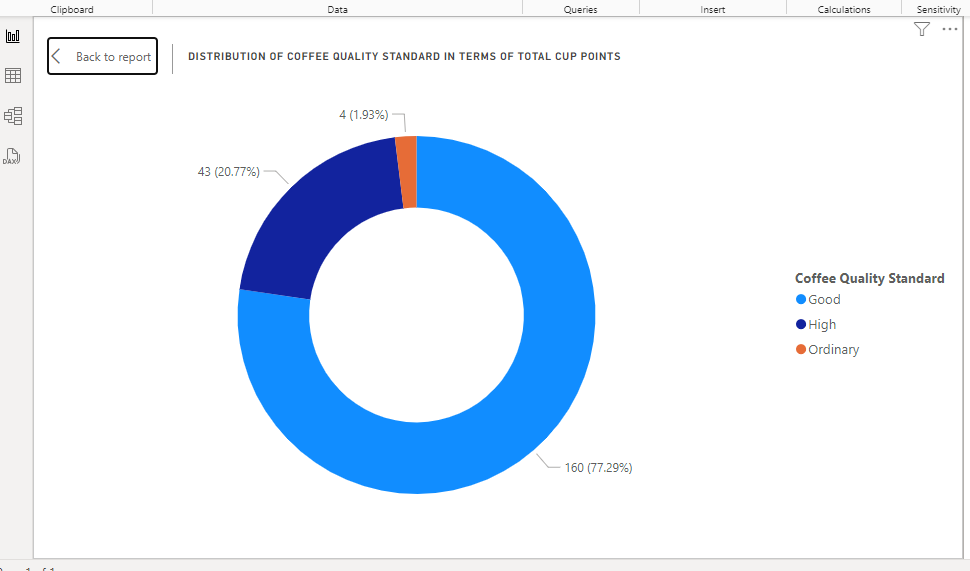 Clipboard Data Queries Insert Calculations Sensitivity
Back to report
DISTRIBUTION OF COFFEE QUALITY STANDARD IN TERMS OF TOTAL CUP POINTS
DAX
4 (1.93%)
43 (20.77%)
Coffee Quality Standard
Good
High
Ordinary
160 (77.29%)